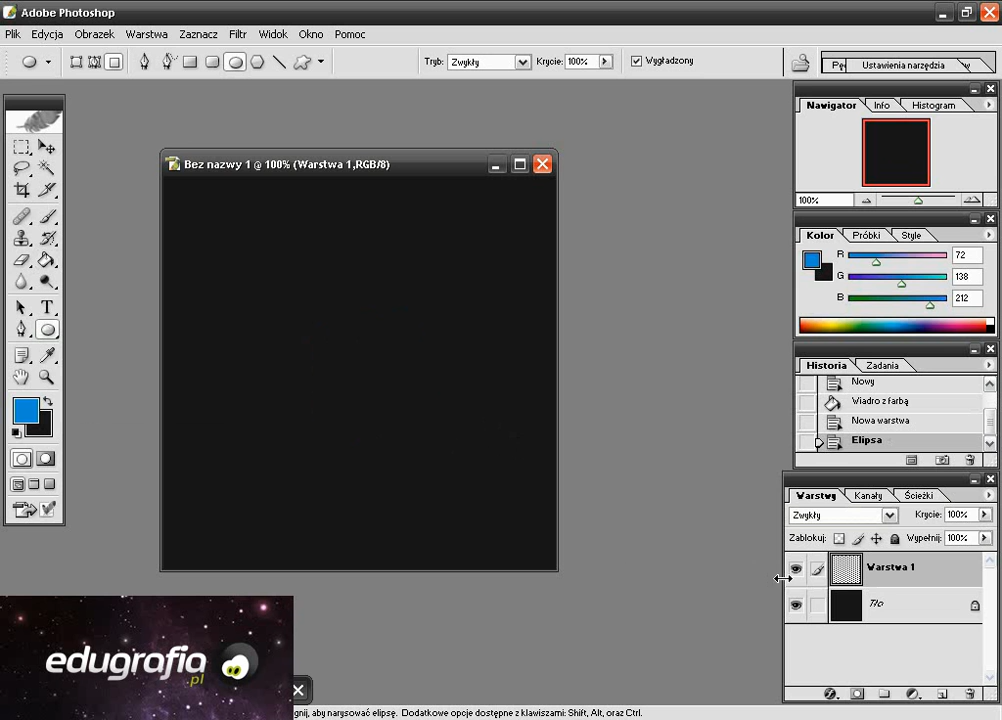 Adobe Photoshop
Plik Edycja Obrazek Warstwa Zaznacz Filtr Widok Okno Pomoc
Tryb: Zwykły Krycie: 100% Wygładzony
Ustawienia narzędzia
Nawigator Info Histogram
Bez nazwy 1 @ 100% (Warstwa 1,RGB/8)
100%
Kolor Próbki Style
R 72
G 138
B 212
Historia Zadania
Nowy
Wiadro z farbą
Nowa warstwa
Elipsa
Warstwy Kanały Ścieżki
Zwykły Krycie: 100%
Zablokuj: Wypełnij: 100%
Warstwa 1
Tło
edugrafia
.pl
gnij, aby narysować elipsę. Dodatkowe opcje dostępne z klawiszami: Shift, Alt, oraz Ctrl.